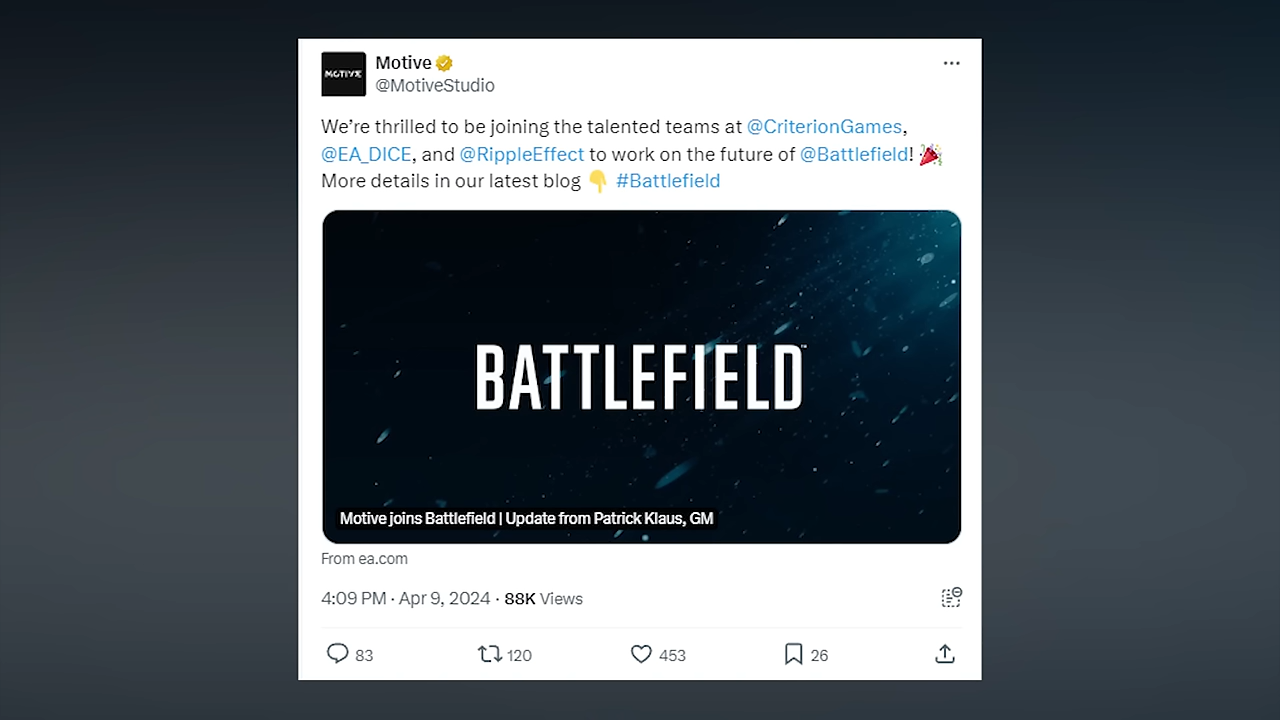 MOTIVE
Motive
@MotiveStudio
We're thrilled to be joining the talented teams at @CriterionGames,
@EA_DICE, and @RippleEffect to work on the future of @Battlefield! 🎉
More details in our latest blog 👇 #Battlefield
BATTLEFIELD™
Motive joins Battlefield | Update from Patrick Klaus, GM
From ea.com
4:09 PM · Apr 9, 2024 · 88K Views
83 120 453 26